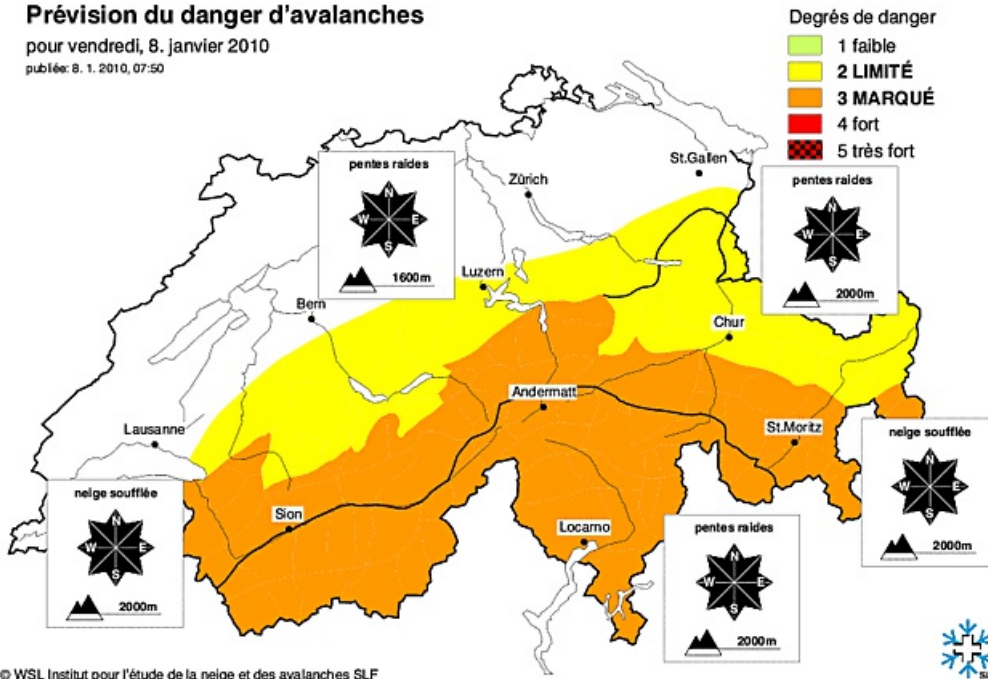 Prévision du danger d'avalanches
pour vendredi, 8. janvier 2010
publiée: 8. 1. 2010, 07:50
Degrés de danger
1 faible
2 LIMITÉ
3 MARQUÉ
4 fort
5 très fort
pentes raides
N
W E
S
1600m
St.Gallen
Zürich
pentes raides
N
W E
S
2000m
Luzern
Bern
Chur
Andermatt
Lausanne
St.Moritz
neige soufflée
N
W E
S
2000m
neige soufflée
N
W E
S
2000m
Sion
Locarno
pentes raides
N
W E
S
2000m
© WSL Institut pour l'étude de la neige et des avalanches SLF